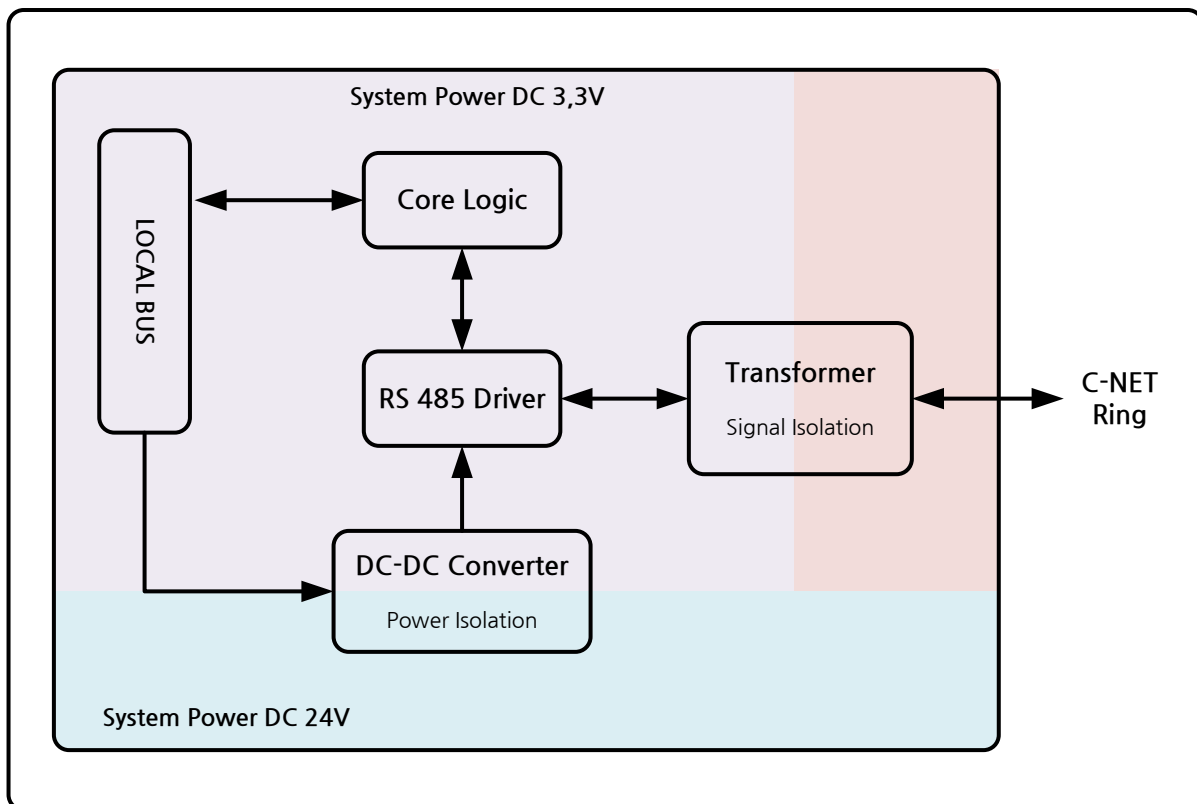 System Power DC 3,3V
LOCAL BUS
Core Logic
RS 485 Driver
Transformer
Signal Isolation
C-NET
Ring
DC-DC Converter
Power Isolation
System Power DC 24V